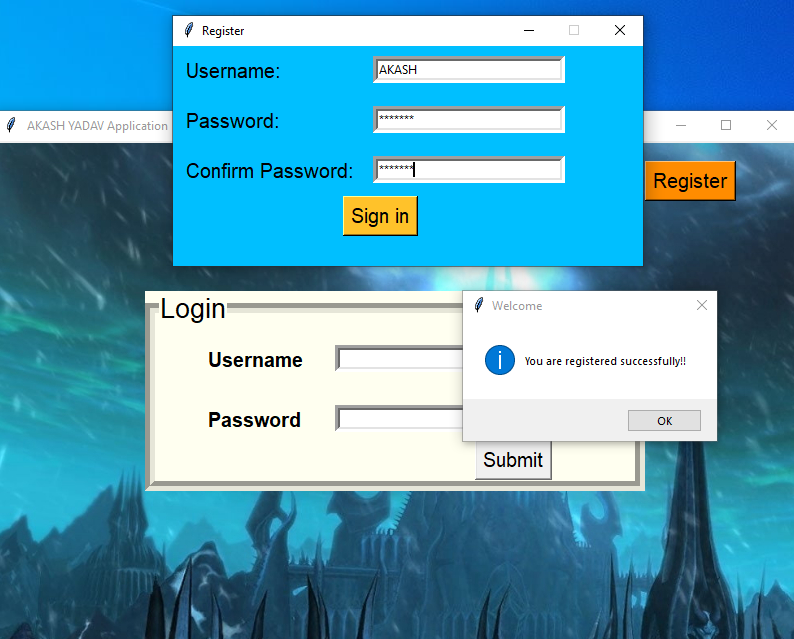 Register
Username:
AKASH
Password:
*******
Confirm Password:
*******
Sign in
AKASH YADAV Application
Register
Login
Username
Password
Submit
Welcome
You are registered successfully!!
OK